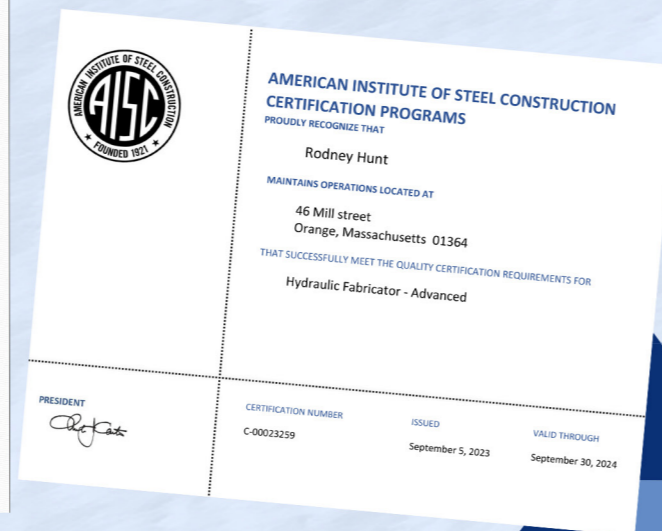 AMERICAN INSTITUTE OF STEEL CONSTRUCTION
AISC
FOUNDED 1921
AMERICAN INSTITUTE OF STEEL CONSTRUCTION
CERTIFICATION PROGRAMS
PROUDLY RECOGNIZE THAT
Rodney Hunt
MAINTAINS OPERATIONS LOCATED AT
46 Mill street
Orange, Massachusetts 01364
THAT SUCCESSFULLY MEET THE QUALITY CERTIFICATION REQUIREMENTS FOR
Hydraulic Fabricator - Advanced
PRESIDENT
CERTIFICATION NUMBER
C-00023259
ISSUED
September 5, 2023
VALID THROUGH
September 30, 2024